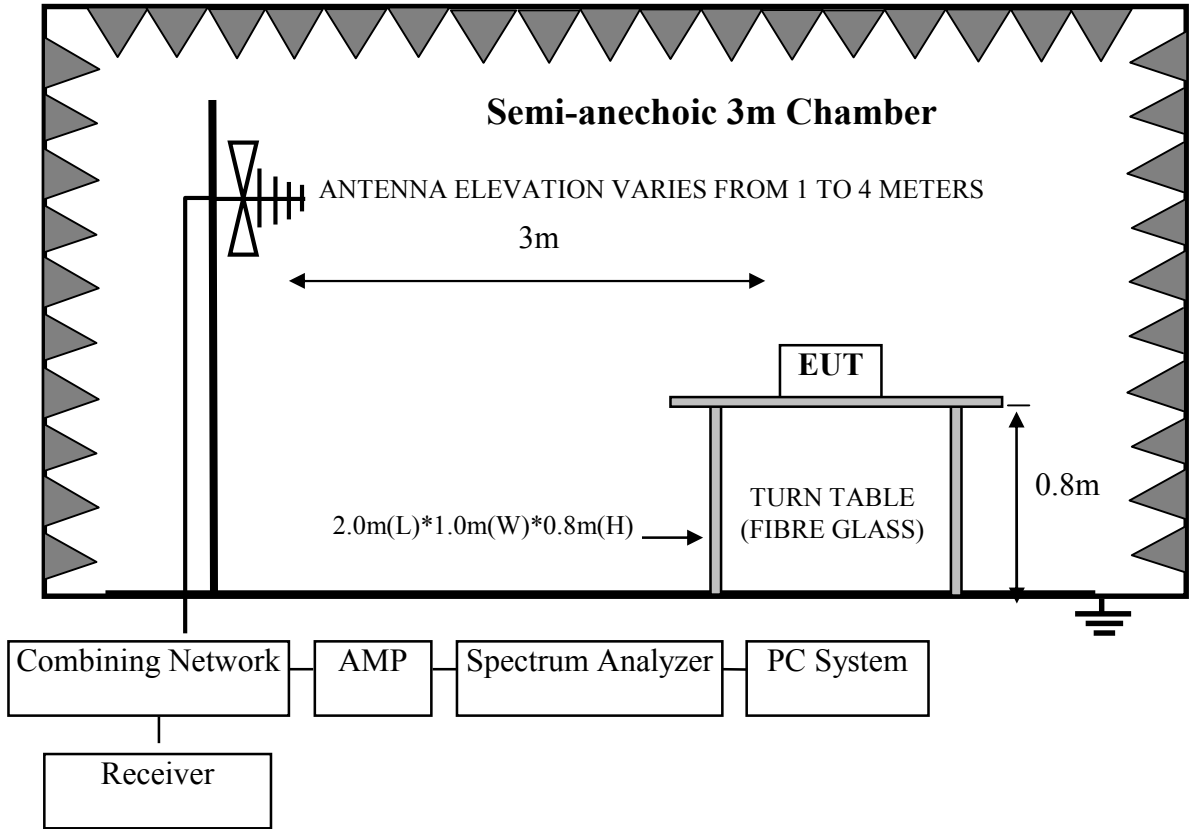 Semi-anechoic 3m Chamber
ANTENNA ELEVATION VARIES FROM 1 TO 4 METERS
3m
EUT
0.8m
TURN TABLE
(FIBRE GLASS)
2.0m(L)*1.0m(W)*0.8m(H)
Combining Network
AMP
Spectrum Analyzer
PC System
Receiver